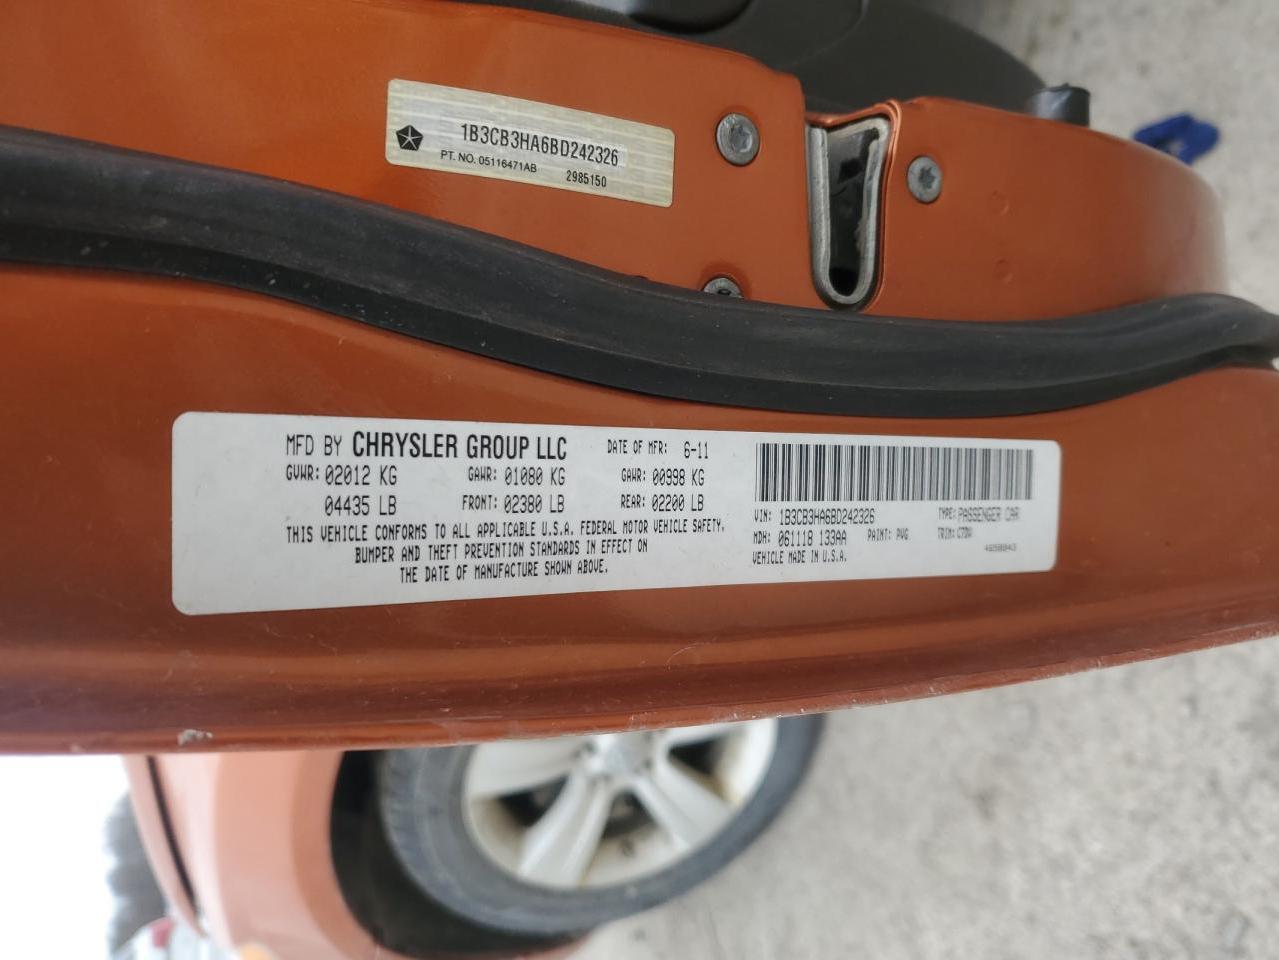 1B3CB3HA6BD242326
PT. NO. 05116471AB 2985150
MFD BY CHRYSLER GROUP LLC DATE OF MFR: 6-11
GVWR: 02012 KG GAWR: 01080 KG GAWR: 00998 KG
04435 LB FRONT: 02380 LB REAR: 02200 LB
THIS VEHICLE CONFORMS TO ALL APPLICABLE U.S.A. FEDERAL MOTOR VEHICLE SAFETY,
BUMPER AND THEFT PREVENTION STANDARDS IN EFFECT ON
THE DATE OF MANUFACTURE SHOWN ABOVE.
VIN: 1B3CB3HA6BD242326 TYPE: PASSENGER CAR
MDH: 061118 133AA PAINT: PVG TRIM: C7DV
VEHICLE MADE IN U.S.A.